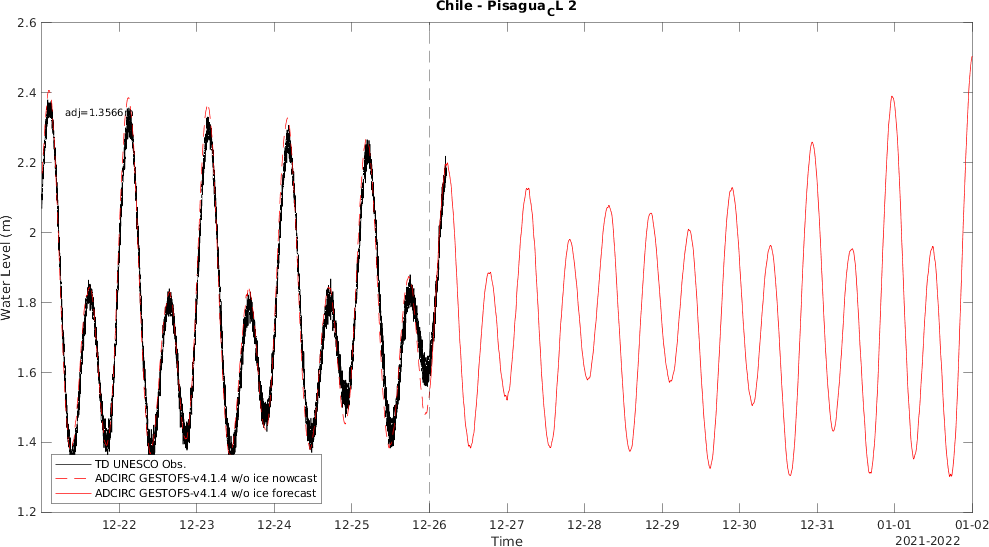 Chile - Pisagua_CL 2
2.6
2.4
adj=1.3566
2.2
2
1.8
1.6
1.4
1.2
Water Level (m)
TD UNESCO Obs.
ADCIRC GESTOFS-v4.1.4 w/o ice nowcast
ADCIRC GESTOFS-v4.1.4 w/o ice forecast
12-22 12-23 12-24 12-25 12-26 12-27 12-28 12-29 12-30 12-31 01-01 01-02
Time
2021-2022